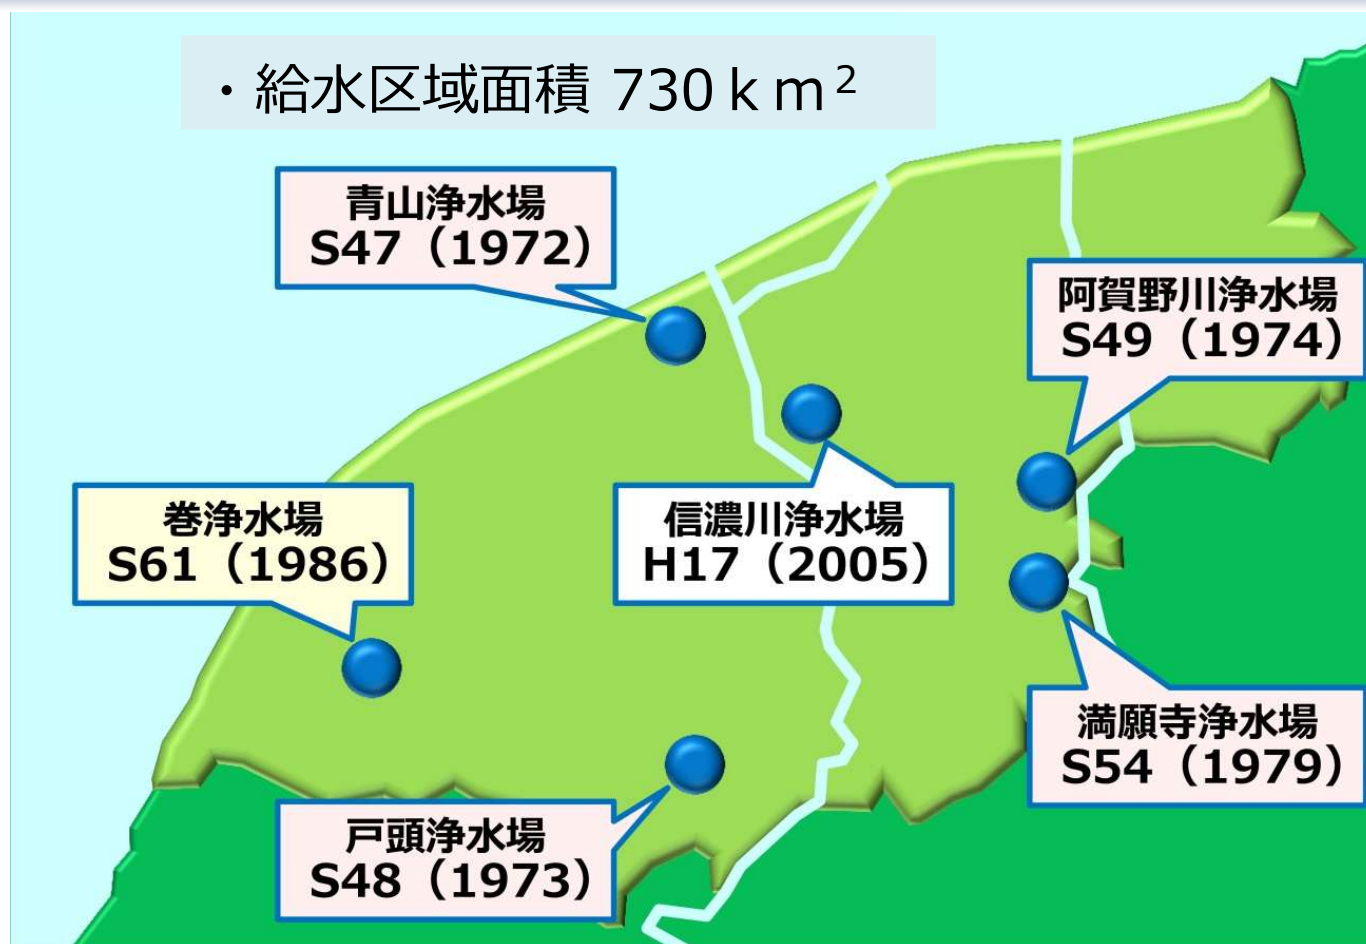 ・給水区域面積 730ｋｍ²
青山浄水場
S47（1972）
阿賀野川浄水場
S49（1974）
巻浄水場
S61（1986）
信濃川浄水場
H17（2005）
満願寺浄水場
S54（1979）
戸頭浄水場
S48（1973）